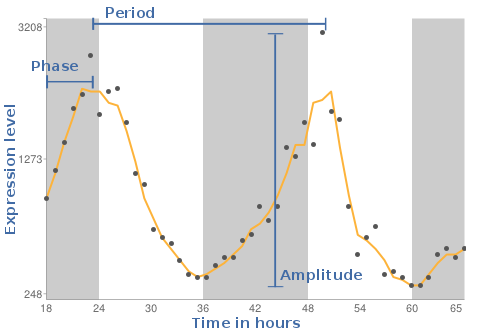 Period
3208
Phase
1273
Expression level
Amplitude
248
18 24 30 36 42 48 54 60 65
Time in hours